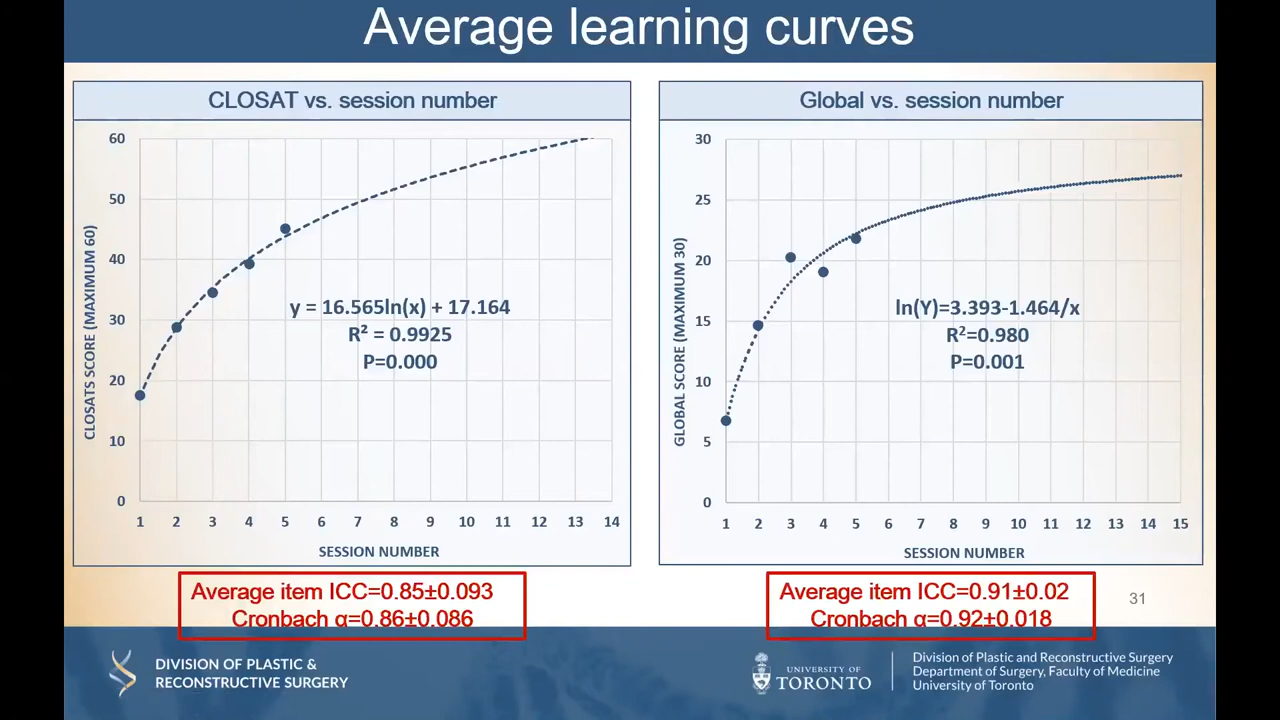 Average learning curves
CLOSAT vs. session number
60
50
40
30
20
10
0
CLOSATS SCORE (MAXIMUM 60)
y = 16.565ln(x) + 17.164
R² = 0.9925
P=0.000
1 2 3 4 5 6 7 8 9 10 11 12 13 14
SESSION NUMBER
Average item ICC=0.85±0.093
Cronbach α=0.86±0.086
Global vs. session number
30
25
20
15
10
5
0
GLOBAL SCORE (MAXIMUM 30)
ln(Y)=3.393-1.464/x
R²=0.980
P=0.001
1 2 3 4 5 6 7 8 9 10 11 12 13 14 15
SESSION NUMBER
Average item ICC=0.91±0.02
Cronbach α=0.92±0.018
31
DIVISION OF PLASTIC &
RECONSTRUCTIVE SURGERY
UNIVERSITY OF
TORONTO
Division of Plastic and Reconstructive Surgery
Department of Surgery, Faculty of Medicine
University of Toronto